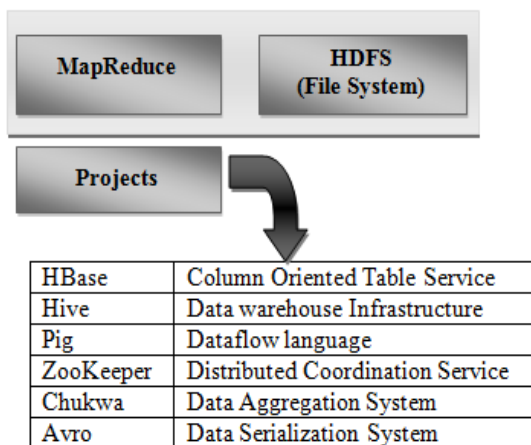 MapReduce
HDFS
(File System)
Projects
HBase Column Oriented Table Service
Hive Data warehouse Infrastructure
Pig Dataflow language
ZooKeeper Distributed Coordination Service
Chukwa Data Aggregation System
Avro Data Serialization System